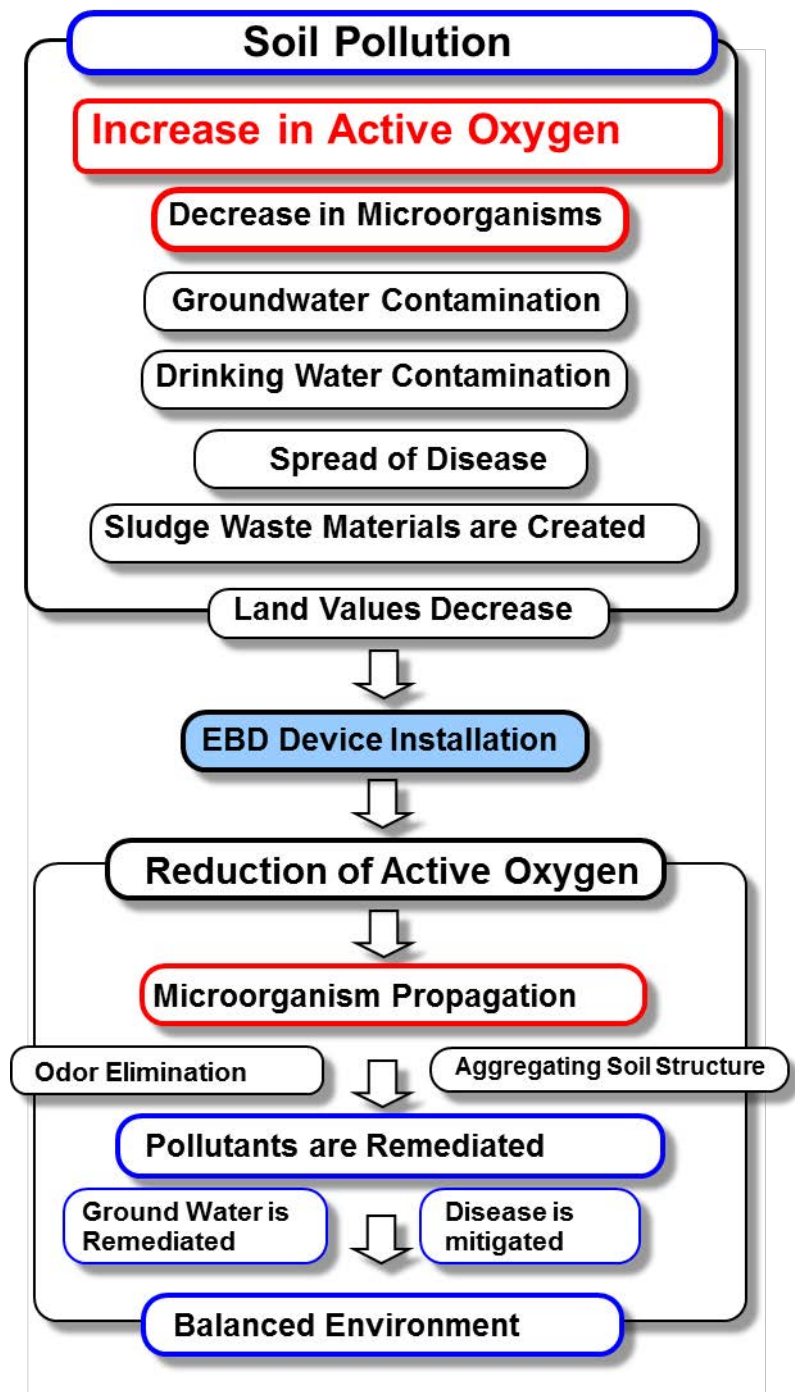 Soil Pollution
Increase in Active Oxygen
Decrease in Microorganisms
Groundwater Contamination
Drinking Water Contamination
Spread of Disease
Sludge Waste Materials are Created
Land Values Decrease
EBD Device Installation
Reduction of Active Oxygen
Microorganism Propagation
Odor Elimination
Aggregating Soil Structure
Pollutants are Remediated
Ground Water is
Remediated
Disease is
mitigated
Balanced Environment